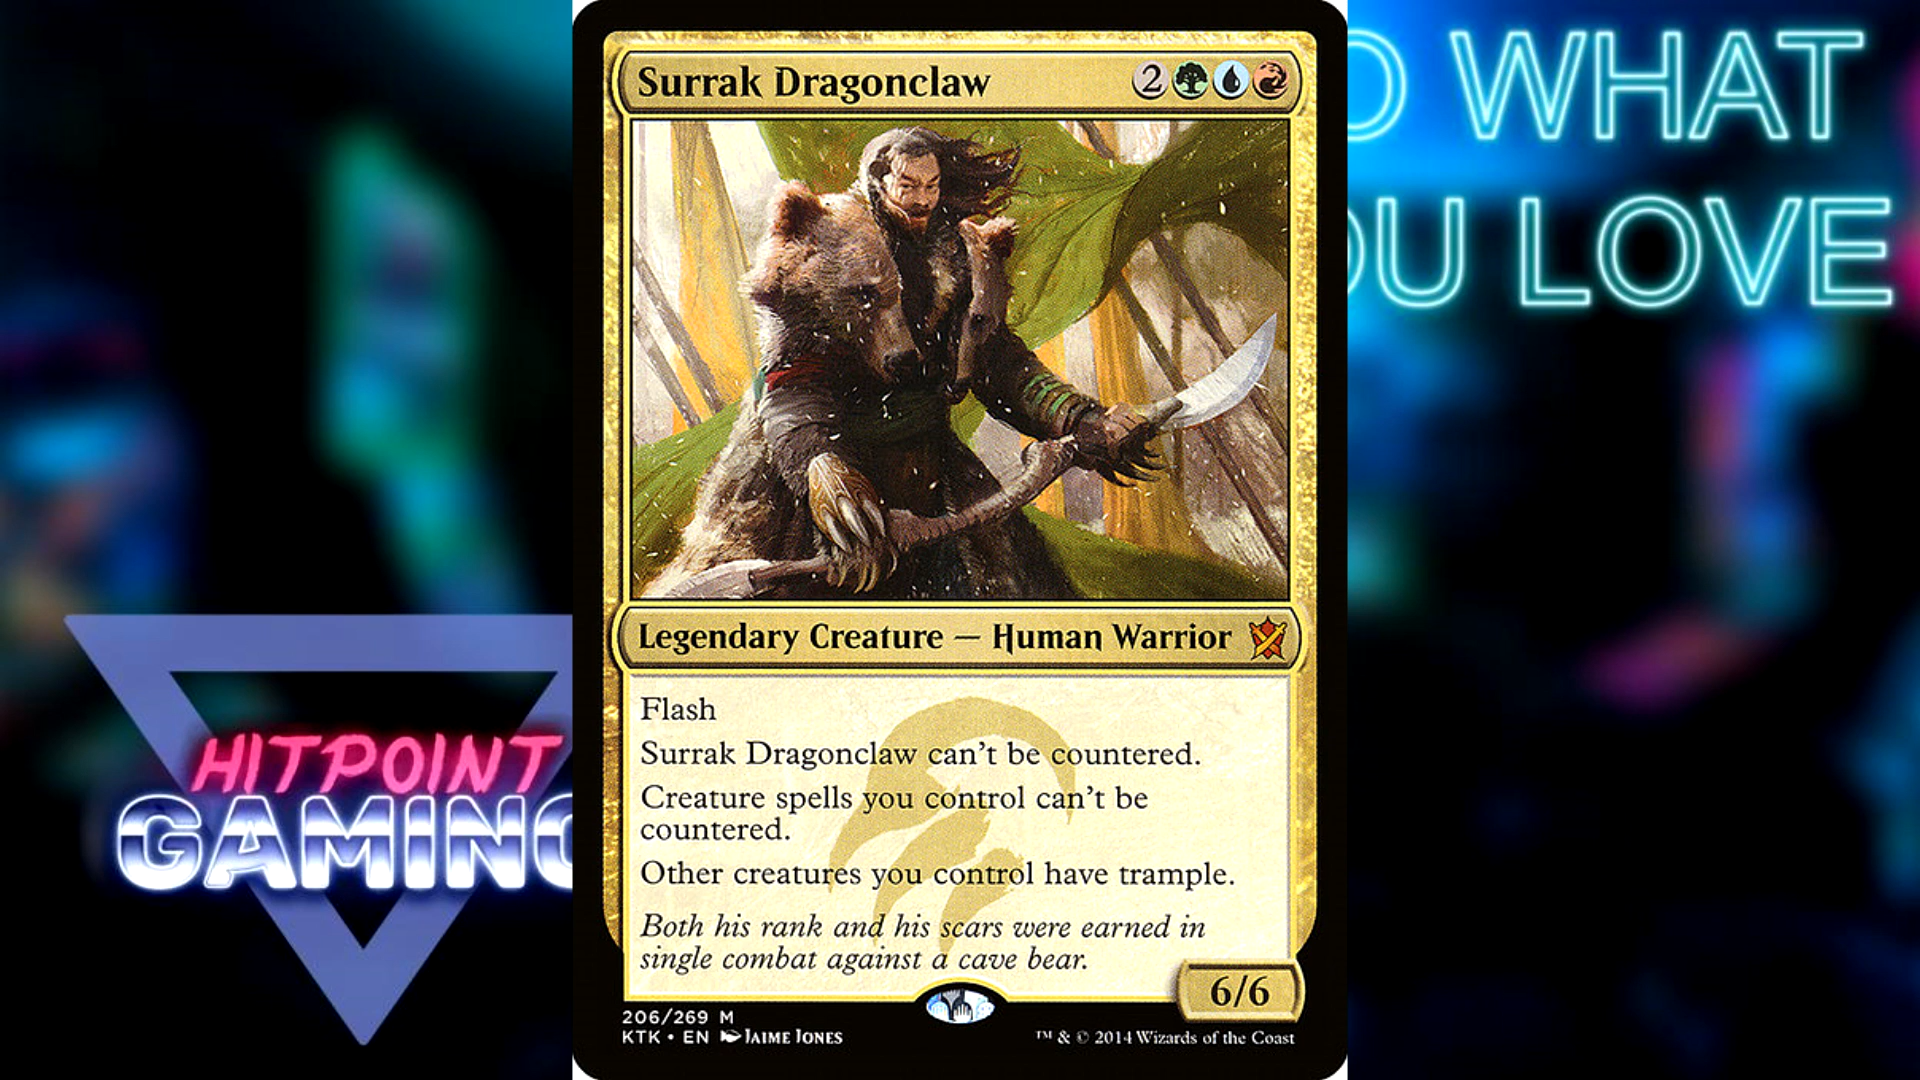 Surrak Dragonclaw 2
Legendary Creature — Human Warrior
Flash
Surrak Dragonclaw can't be countered.
Creature spells you control can't be
countered.
Other creatures you control have trample.
Both his rank and his scars were earned in
single combat against a cave bear.
6/6
206/269 M
KTK • EN Jaime Jones
™ & © 2014 Wizards of the Coast
O WHAT
OU LOVE
HITPOINT
GAMING